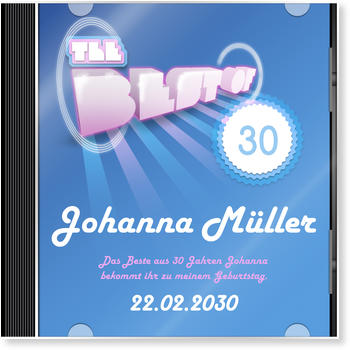 THE
BEST OF
30
Johanna Müller
Das Beste aus 30 Jahren Johanna
bekommt ihr zu meinem Geburtstag.
22.02.2030